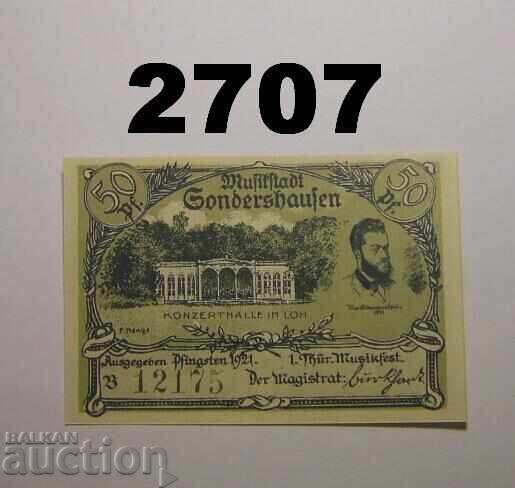 2707
50 Pf.
Musikstadt
Sondershausen
50 Pf.
KONZERTHALLE IM LOH.
Ausgegeben Pfingsten 1921. 1. Thür. Musikfest.
B 12175 Der Magistrat: Burkhardt
BALKAN
auction